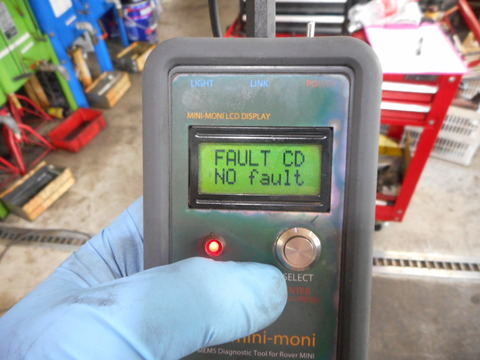 LIGHT LINK
MINI-MONI LCD DISPLAY
FAULT CD
NO fault
SELECT
mini-moni
MEMS Diagnostic Tool for Rover MINI